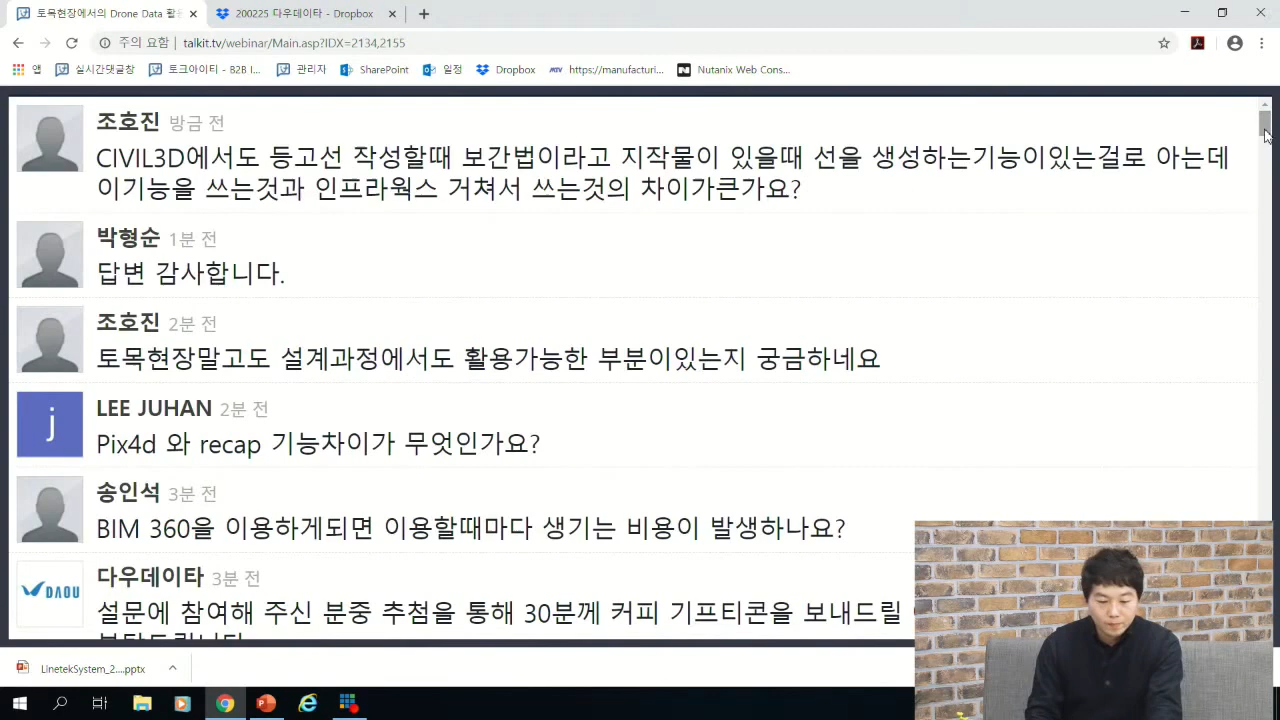 토목현장에서의 Drone Data 활용
200225 다우데이타 - Dropbox
주의 요함 | talkit.tv/webinar/Main.asp?IDX=2134,2155
앱 실시간댓글창 토크아이티 - B2B I... 관리자 SharePoint 일정 Dropbox https://manufacturi... Nutanix Web Cons...
조호진 방금 전
CIVIL3D에서도 등고선 작성할때 보간법이라고 지작물이 있을때 선을 생성하는기능이있는걸로 아는데
이기능을 쓰는것과 인프라웍스 거쳐서 쓰는것의 차이가큰가요?
박형순 1분 전
답변 감사합니다.
조호진 2분 전
토목현장말고도 설계과정에서도 활용가능한 부분이있는지 궁금하네요
j
LEE JUHAN 2분 전
Pix4d 와 recap 기능차이가 무엇인가요?
송인석 3분 전
BIM 360을 이용하게되면 이용할때마다 생기는 비용이 발생하나요?
DAOU
다우데이타 3분 전
설문에 참여해 주신 분중 추첨을 통해 30분께 커피 기프티콘을 보내드릴
부탁드립니다
LInetekSystem_2....pptx